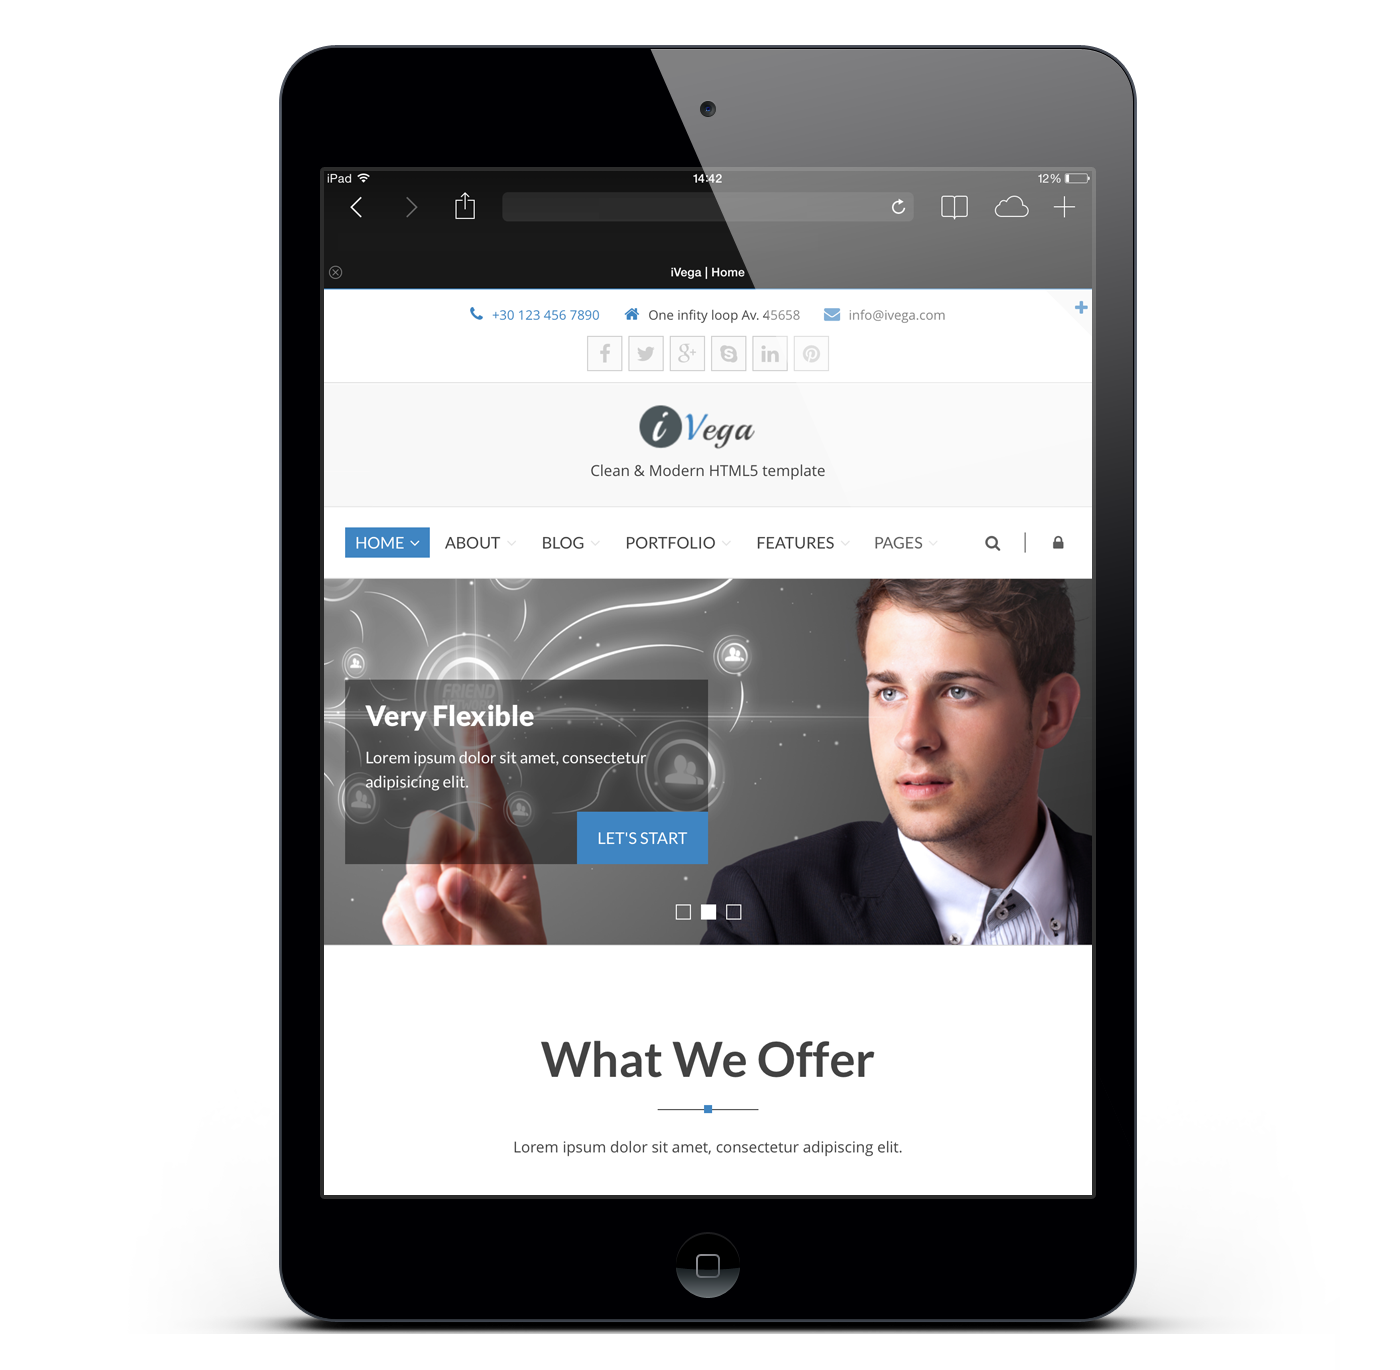 iPad 14:42 12%
iVega | Home
+30 123 456 7890 One infity loop Av. 45658 info@ivega.com
i Vega
Clean & Modern HTML5 template
HOME ABOUT BLOG PORTFOLIO FEATURES PAGES
FRIEND
Very Flexible
Lorem ipsum dolor sit amet, consectetur
adipisicing elit.
LET'S START
What We Offer
Lorem ipsum dolor sit amet, consectetur adipiscing elit.